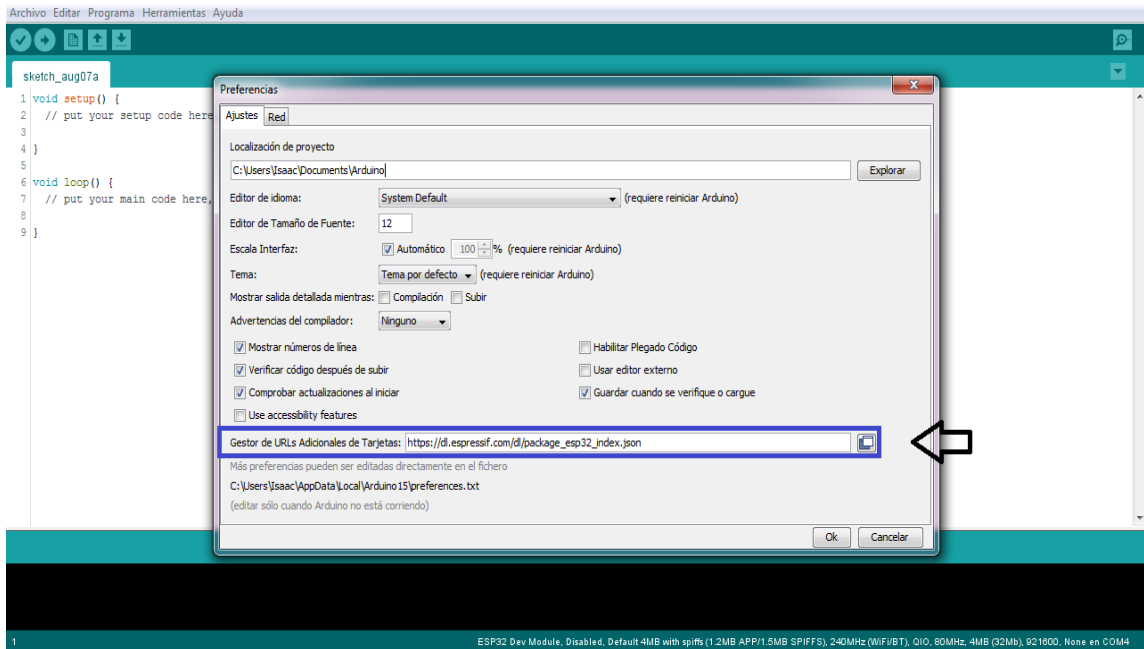 Archivo Editar Programa Herramientas Ayuda
sketch_aug07a
1 void setup() {
2 // put your setup code here
3
4 }
5
6 void loop() {
7 // put your main code here,
8
9 }
Preferencias
Ajustes Red
Localización de proyecto
C:\Users\Isaac\Documents\Arduino Explorar
Editor de idioma: System Default (requiere reiniciar Arduino)
Editor de Tamaño de Fuente: 12
Escala Interfaz: Automático 100 % (requiere reiniciar Arduino)
Tema: Tema por defecto (requiere reiniciar Arduino)
Mostrar salida detallada mientras: Compilación Subir
Advertencias del compilador: Ninguno
Mostrar números de línea Habilitar Plegado Código
Verificar código después de subir Usar editor externo
Comprobar actualizaciones al iniciar Guardar cuando se verifique o cargue
Use accessibility features
Gestor de URLs Adicionales de Tarjetas: https://dl.espressif.com/dl/package_esp32_index.json
Más preferencias pueden ser editadas directamente en el fichero
C:\Users\Isaac\AppData\Local\Arduino15\preferences.txt
(editar sólo cuando Arduino no está corriendo)
Ok Cancelar
1 ESP32 Dev Module, Disabled, Default 4MB with spiffs (1.2MB APP/1.5MB SPIFFS), 240MHz (WiFi/BT), QIO, 80MHz, 4MB (32Mb), 921600, None en COM4